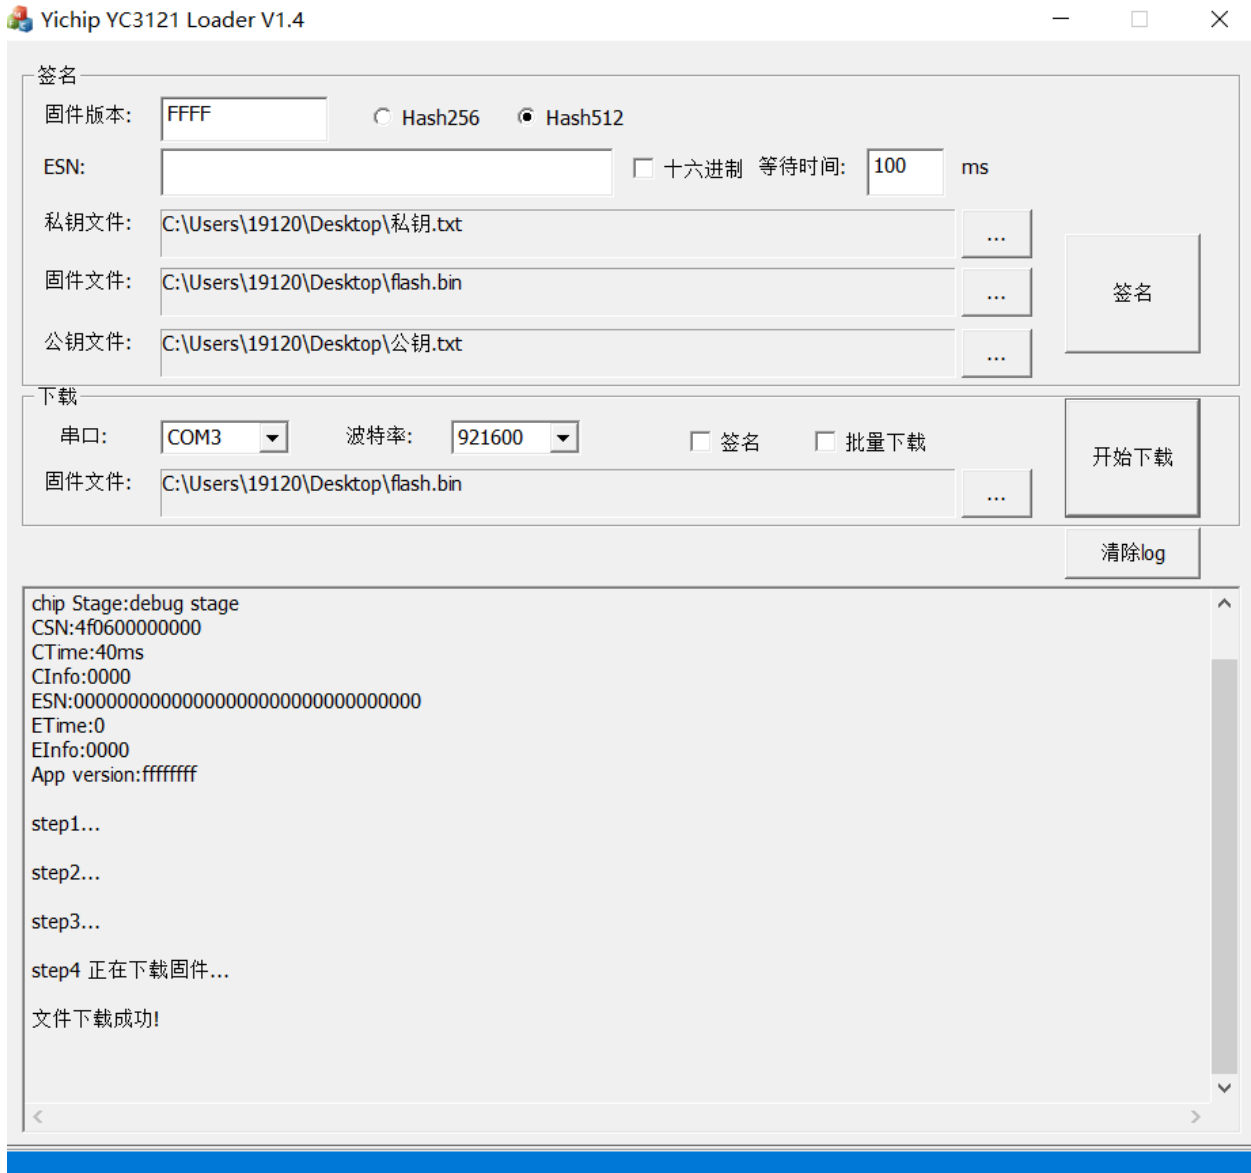 Yichip YC3121 Loader V1.4
签名
固件版本: FFFF Hash256 Hash512
ESN: 十六进制 等待时间: 100 ms
私钥文件: C:\Users\19120\Desktop\私钥.txt ...
固件文件: C:\Users\19120\Desktop\flash.bin ... 签名
公钥文件: C:\Users\19120\Desktop\公钥.txt ...
下载
串口: COM3 波特率: 921600 签名 批量下载 开始下载
固件文件: C:\Users\19120\Desktop\flash.bin ...
清除log
chip Stage:debug stage
CSN:4f0600000000
CTime:40ms
CInfo:0000
ESN:00000000000000000000000000000000
ETime:0
EInfo:0000
App version:ffffffff
step1...
step2...
step3...
step4 正在下载固件...
文件下载成功!